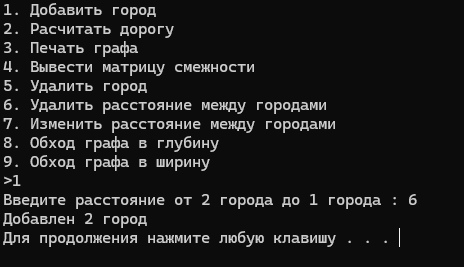 1. Добавить город
2. Расчитать дорогу
3. Печать графа
4. Вывести матрицу смежности
5. Удалить город
6. Удалить расстояние между городами
7. Изменить расстояние между городами
8. Обход графа в глубину
9. Обход графа в ширину
>1
Введите расстояние от 2 города до 1 города : 6
Добавлен 2 город
Для продолжения нажмите любую клавишу . . .